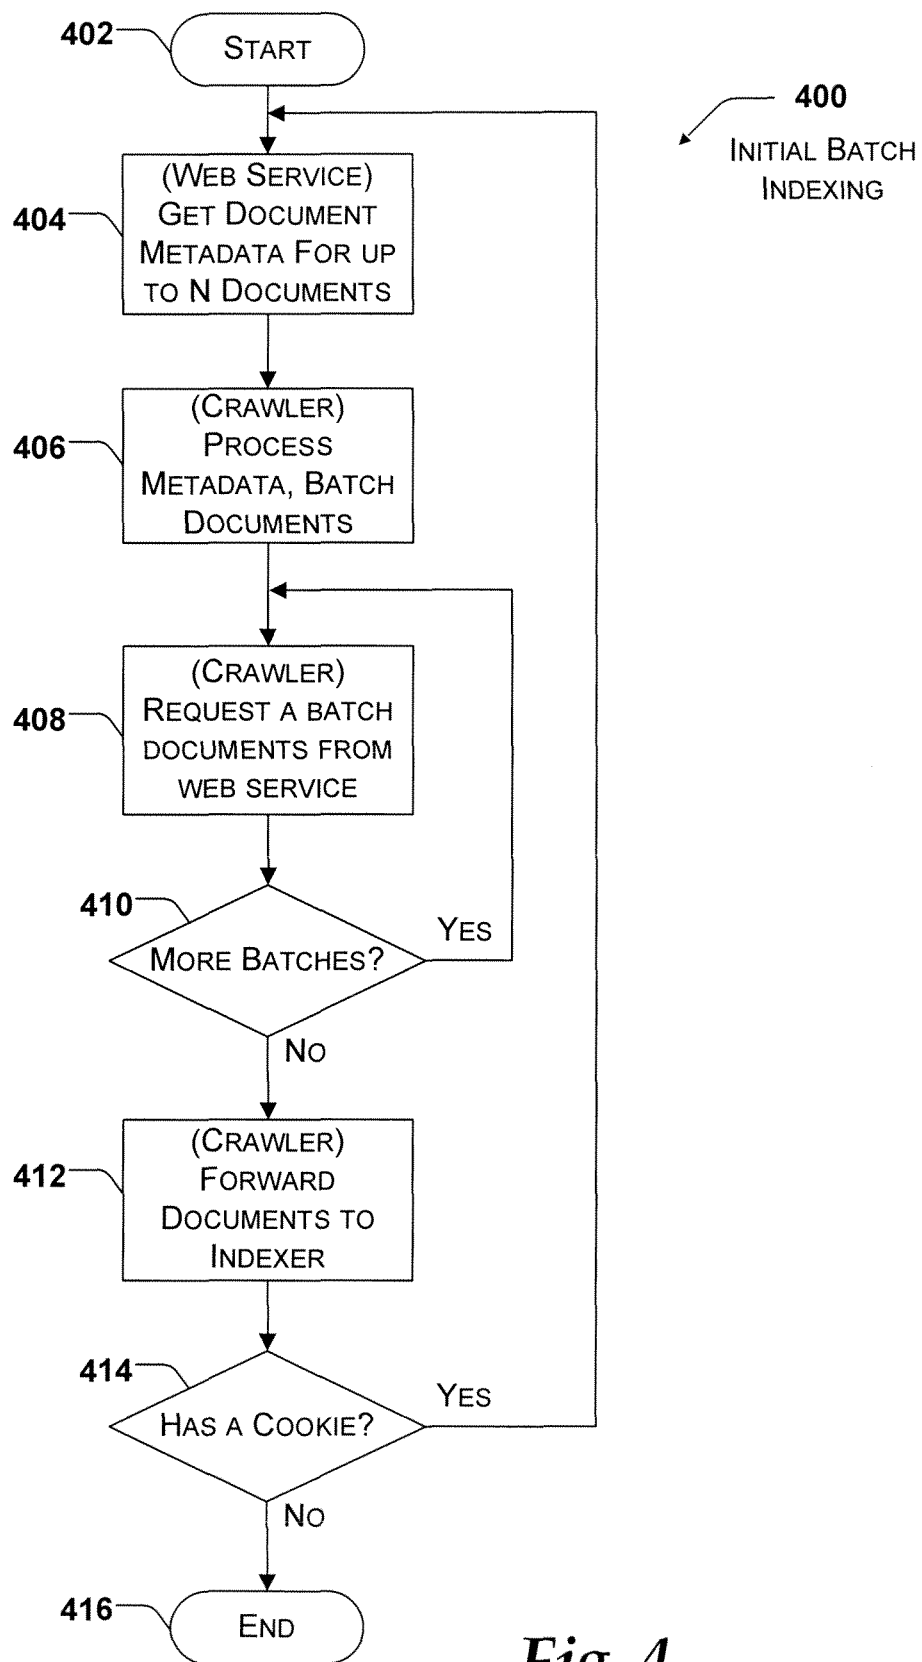 402
START
400
INITIAL BATCH
INDEXING
404
(WEB SERVICE)
GET DOCUMENT
METADATA FOR UP
TO N DOCUMENTS
406
(CRAWLER)
PROCESS
METADATA, BATCH
DOCUMENTS
408
(CRAWLER)
REQUEST A BATCH
DOCUMENTS FROM
WEB SERVICE
410
MORE BATCHES?
YES
NO
412
(CRAWLER)
FORWARD
DOCUMENTS TO
INDEXER
414
HAS A COOKIE?
YES
NO
416
END
Fig. 4